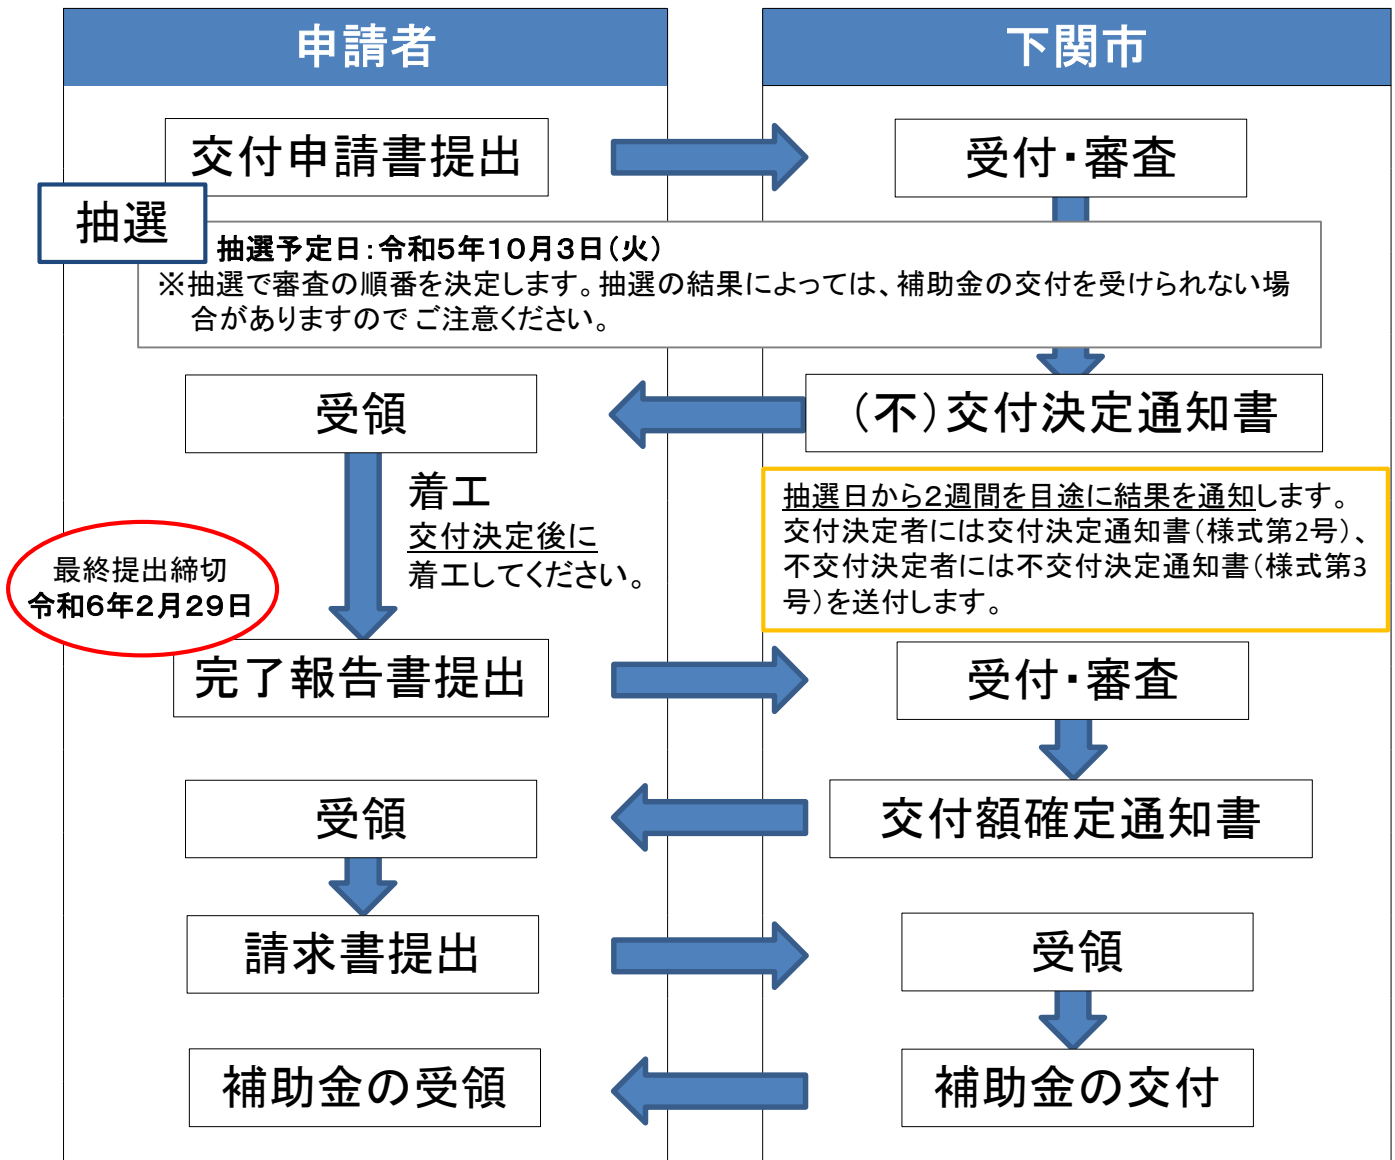 申請者
下関市
交付申請書提出
受付・審査
抽選
抽選予定日：令和5年10月3日（火）
※抽選で審査の順番を決定します。抽選の結果によっては、補助金の交付を受けられない場
合がありますのでご注意ください。
受領
（不）交付決定通知書
着工
交付決定後に
着工してください。
抽選日から2週間を目途に結果を通知します。
交付決定者には交付決定通知書（様式第2号）、
不交付決定者には不交付決定通知書（様式第3
号）を送付します。
最終提出締切
令和6年2月29日
完了報告書提出
受付・審査
受領
交付額確定通知書
請求書提出
受領
補助金の受領
補助金の交付